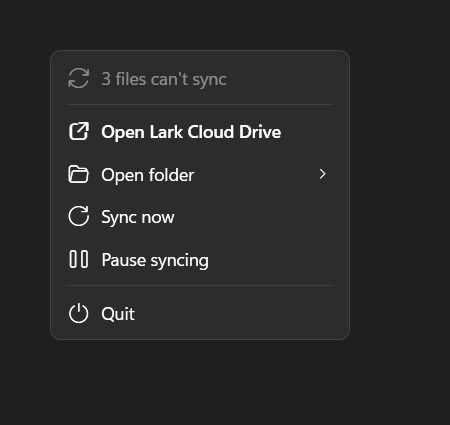 3 files can't sync
Open Lark Cloud Drive
Open folder
Sync now
Pause syncing
Quit